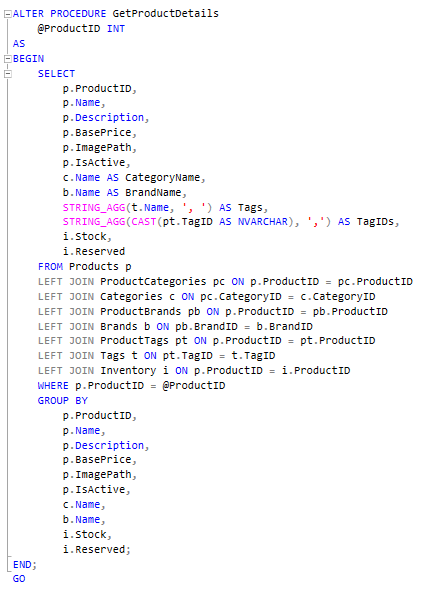 ALTER PROCEDURE GetProductDetails
    @ProductID INT
AS
BEGIN
    SELECT
        p.ProductID,
        p.Name,
        p.Description,
        p.BasePrice,
        p.ImagePath,
        p.IsActive,
        c.Name AS CategoryName,
        b.Name AS BrandName,
        STRING_AGG(t.Name, ', ') AS Tags,
        STRING_AGG(CAST(pt.TagID AS NVARCHAR), ',') AS TagIDs,
        i.Stock,
        i.Reserved
    FROM Products p
    LEFT JOIN ProductCategories pc ON p.ProductID = pc.ProductID
    LEFT JOIN Categories c ON pc.CategoryID = c.CategoryID
    LEFT JOIN ProductBrands pb ON p.ProductID = pb.ProductID
    LEFT JOIN Brands b ON pb.BrandID = b.BrandID
    LEFT JOIN ProductTags pt ON p.ProductID = pt.ProductID
    LEFT JOIN Tags t ON pt.TagID = t.TagID
    LEFT JOIN Inventory i ON p.ProductID = i.ProductID
    WHERE p.ProductID = @ProductID
    GROUP BY
        p.ProductID,
        p.Name,
        p.Description,
        p.BasePrice,
        p.ImagePath,
        p.IsActive,
        c.Name,
        b.Name,
        i.Stock,
        i.Reserved;
END;
GO